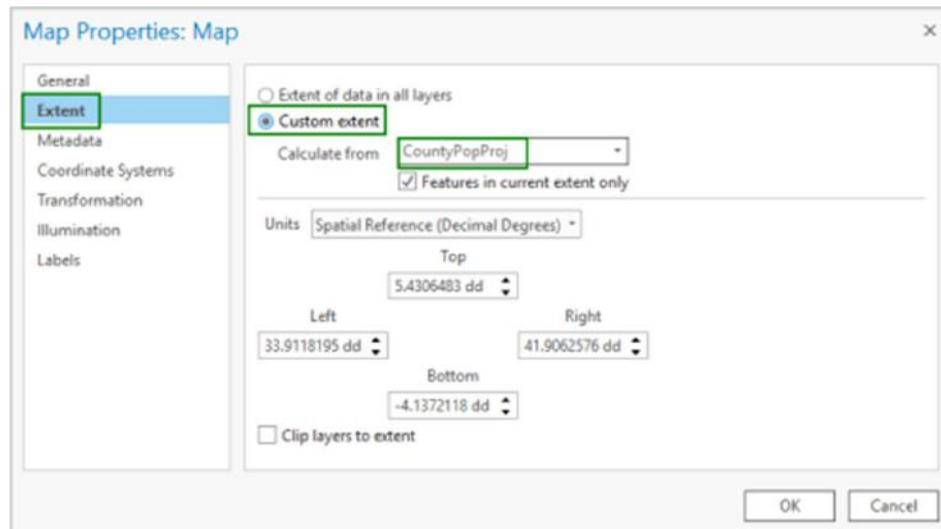 Map Properties: Map
General
Extent
Metadata
Coordinate Systems
Transformation
Illumination
Labels
Extent of data in all layers
Custom extent
Calculate from CountyPopProj
Features in current extent only
Units Spatial Reference (Decimal Degrees)
Top
5.4306483 dd
Left Right
33.9118195 dd 41.9062576 dd
Bottom
-4.1372118 dd
Clip layers to extent
OK Cancel